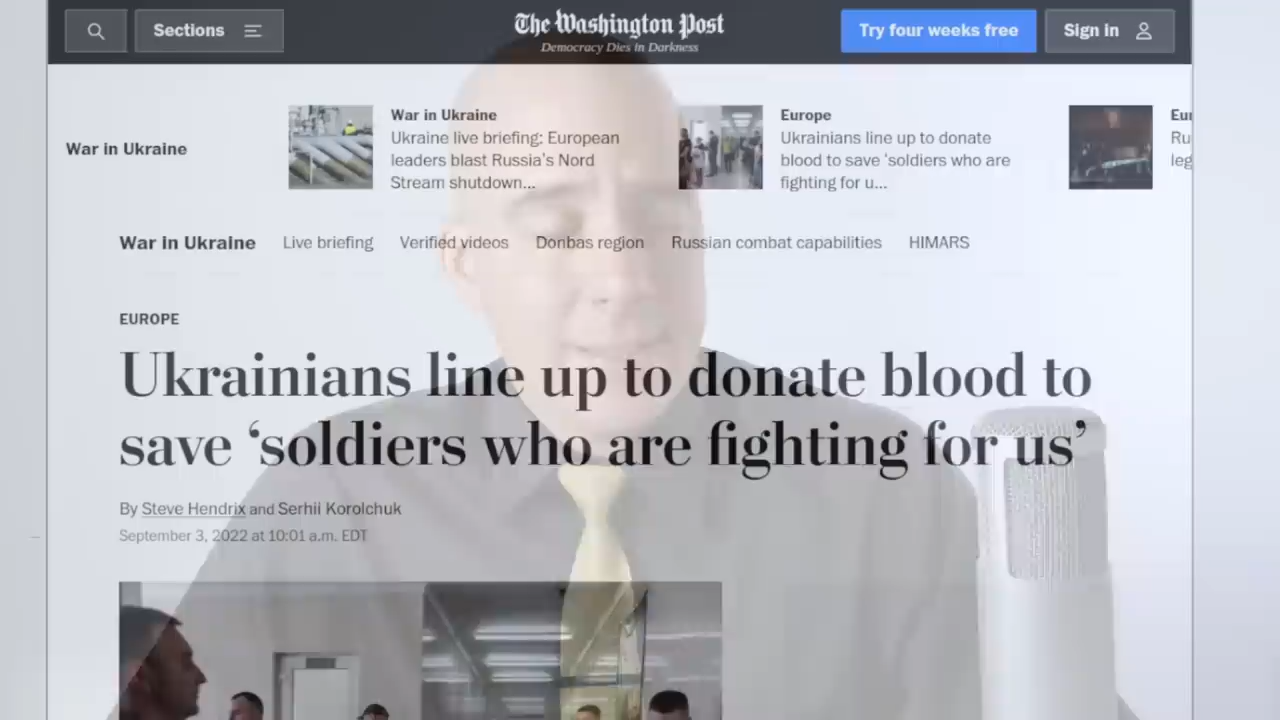 Sections
The Washington Post
Democracy Dies in Darkness
Try four weeks free
Sign in
War in Ukraine
War in Ukraine
Ukraine live briefing: European
leaders blast Russia's Nord
Stream shutdown...
Europe
Ukrainians line up to donate
blood to save ‘soldiers who are
fighting for u...
Eur
Ru
leg
War in Ukraine Live briefing Verified videos Donbas region Russian combat capabilities HIMARS
EUROPE
Ukrainians line up to donate blood to
save ‘soldiers who are fighting for us’
By Steve Hendrix and Serhii Korolchuk
September 3, 2022 at 10:01 a.m. EDT